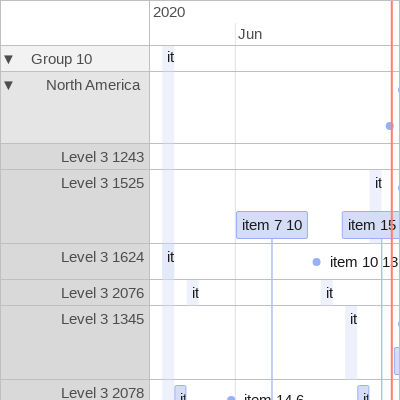 2020
Jun
▼ Group 10 it
▼ North America
Level 3 1243
Level 3 1525 it
item 7 10 item 15
Level 3 1624 it
item 10 13
Level 3 2076 it it
Level 3 1345 it
Level 3 2078 it item 14 6 it